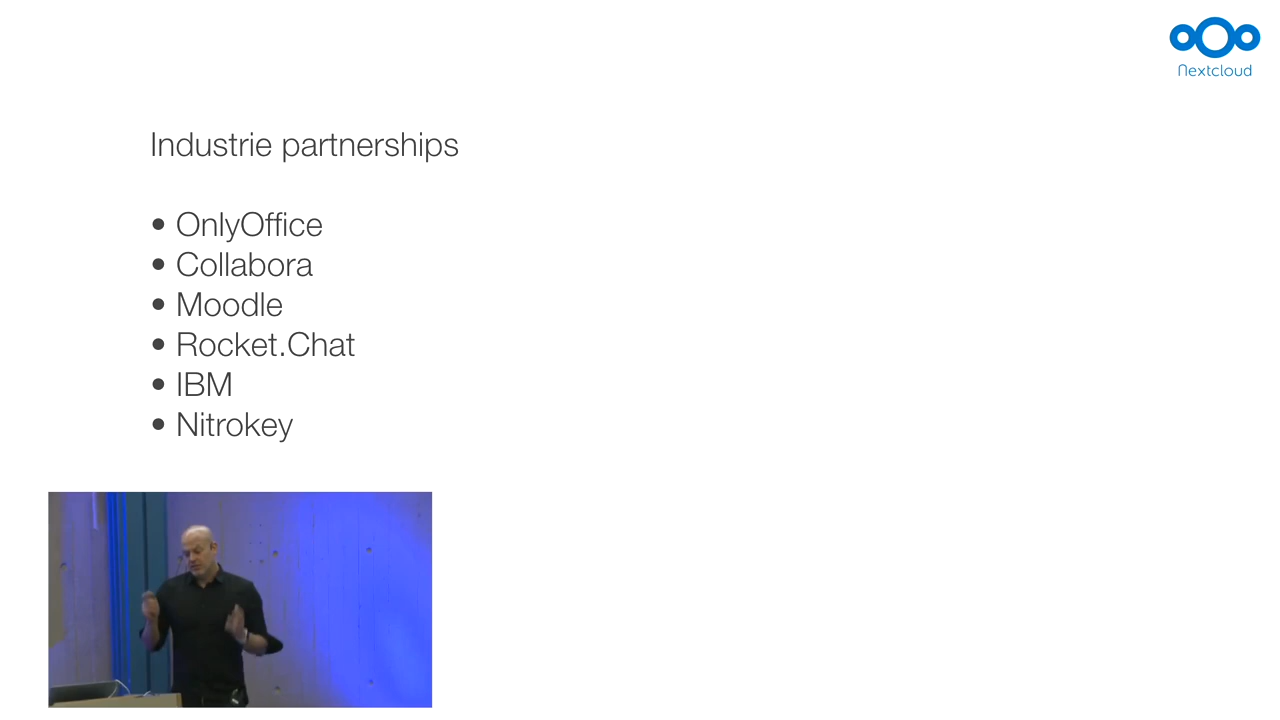 Nextcloud
Industrie partnerships
• OnlyOffice
• Collabora
• Moodle
• Rocket.Chat
• IBM
• Nitrokey